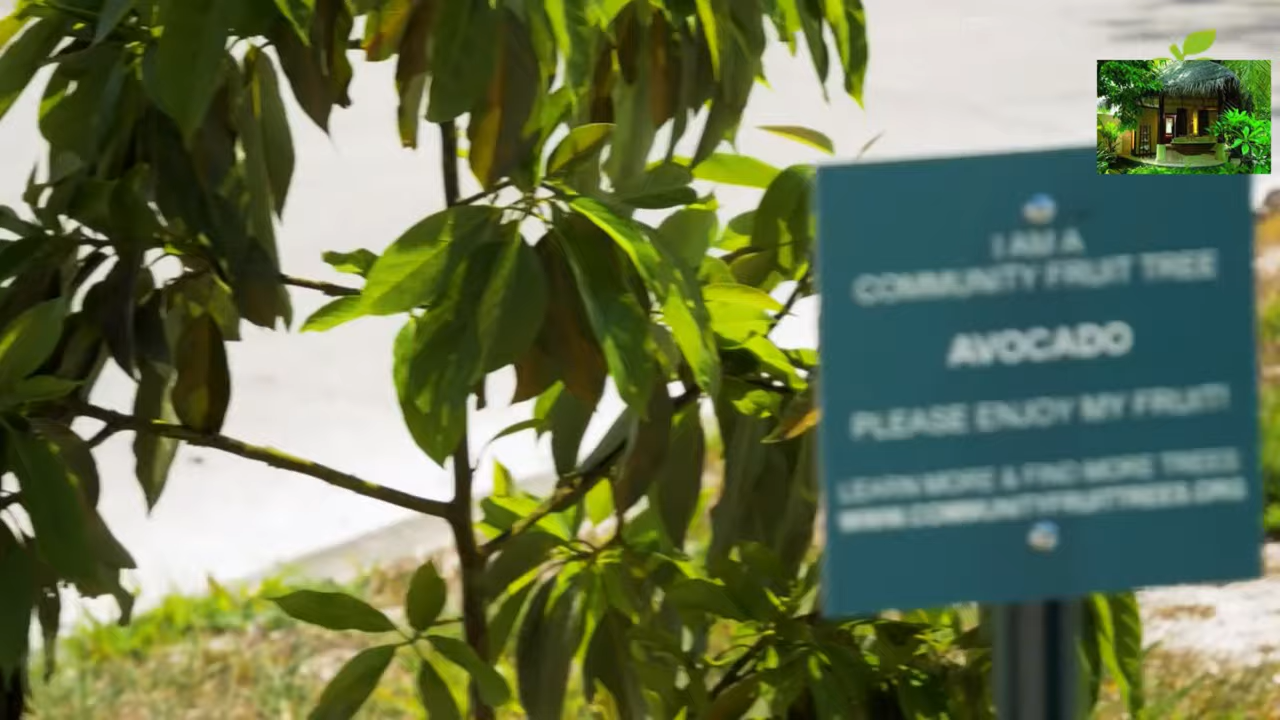 I AM A
COMMUNITY FRUIT TREE
AVOCADO
PLEASE ENJOY MY FRUIT!
LEARN MORE & FIND MORE TREES
WWW.COMMUNITYFRUITTREES.ORG